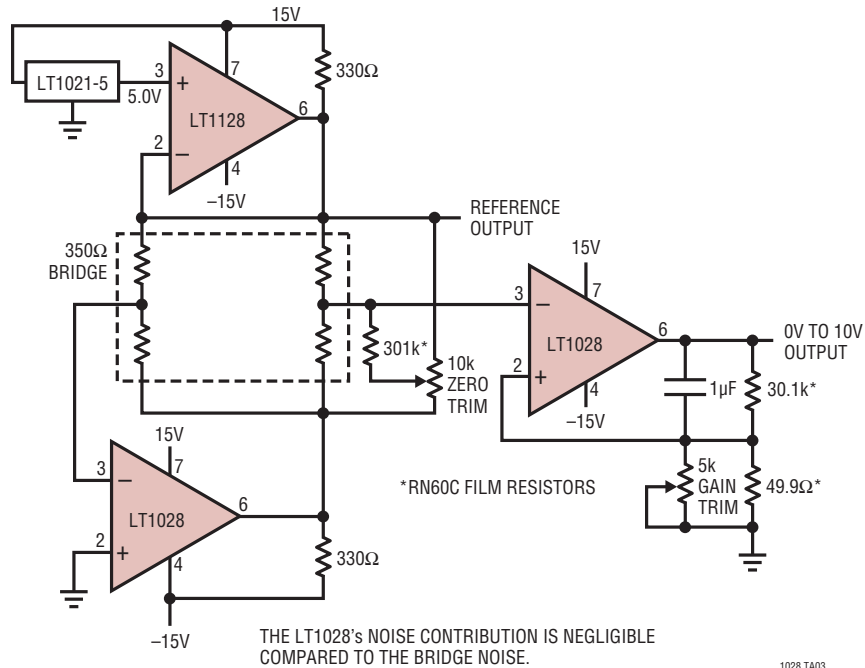 15V
LT1021-5
5.0V
3
+
2
−
7
4
6
LT1128
–15V
330Ω
REFERENCE
OUTPUT
350Ω
BRIDGE
301k*
10k
ZERO
TRIM
15V
3
−
2
+
7
4
6
LT1028
–15V
0V TO 10V
OUTPUT
1µF
30.1k*
5k
GAIN
TRIM
49.9Ω*
*RN60C FILM RESISTORS
15V
3
−
2
+
7
4
6
LT1028
330Ω
–15V
THE LT1028's NOISE CONTRIBUTION IS NEGLIGIBLE
COMPARED TO THE BRIDGE NOISE.
1028 TA03